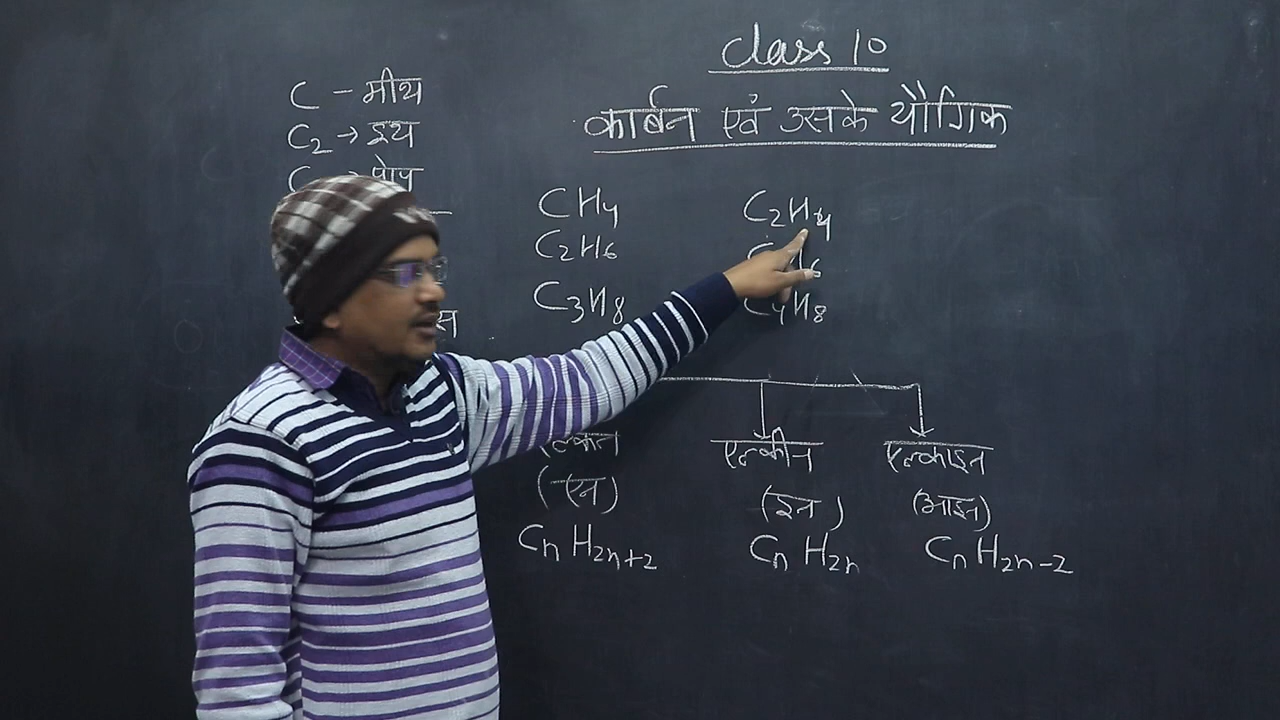 Class 10
कार्बन एवं उसके यौगिक
C - मीथ
C2 → इथ
CH4
C2H6
C3H8
C2H4
C4H8
एल्कीन
एल्काइन
(एन)
(इन)
(आइन)
CnH2n+2
CnH2n
CnH2n-2